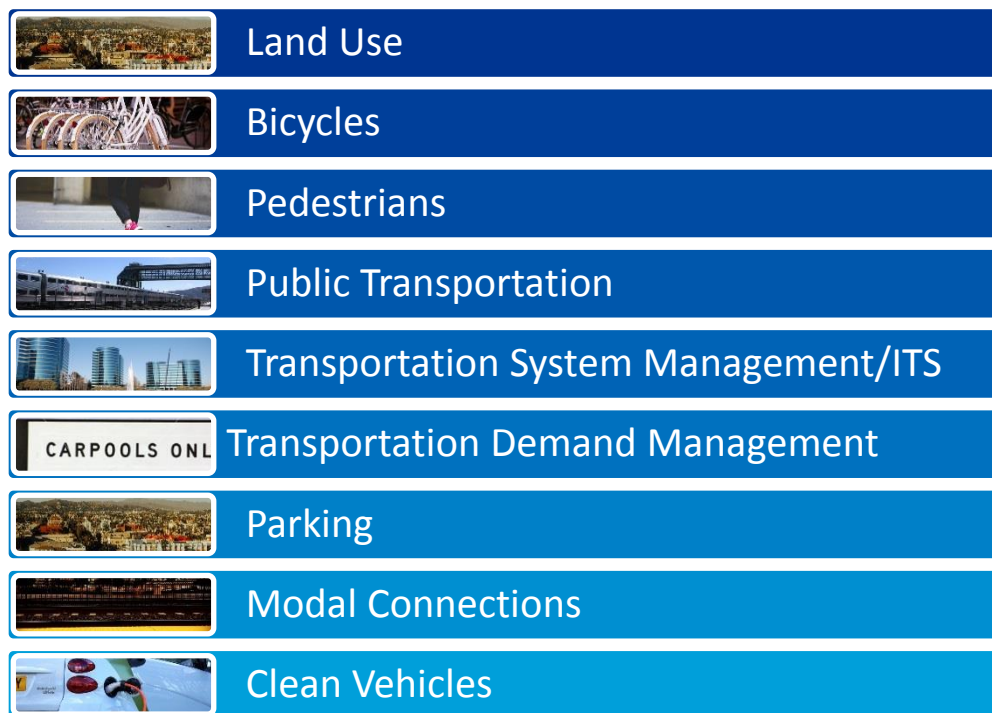 Land Use
Bicycles
Pedestrians
Public Transportation
Transportation System Management/ITS
CARPOOLS ONL
Transportation Demand Management
Parking
Modal Connections
Clean Vehicles